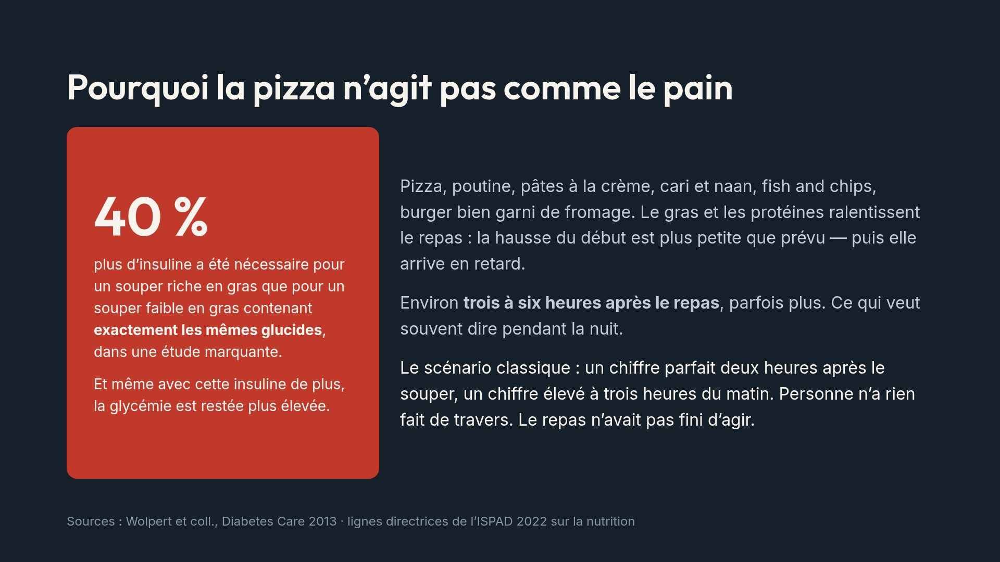 Pourquoi la pizza n’agit pas comme le pain
40 %
plus d’insuline a été nécessaire pour
un souper riche en gras que pour un
souper faible en gras contenant
exactement les mêmes glucides,
dans une étude marquante.
Et même avec cette insuline de plus,
la glycémie est restée plus élevée.
Pizza, poutine, pâtes à la crème, cari et naan, fish and chips,
burger bien garni de fromage. Le gras et les protéines ralentissent
le repas : la hausse du début est plus petite que prévu — puis elle
arrive en retard.
Environ trois à six heures après le repas, parfois plus. Ce qui veut
souvent dire pendant la nuit.
Le scénario classique : un chiffre parfait deux heures après le
souper, un chiffre élevé à trois heures du matin. Personne n’a rien
fait de travers. Le repas n’avait pas fini d’agir.
Sources : Wolpert et coll., Diabetes Care 2013 · lignes directrices de l’ISPAD 2022 sur la nutrition